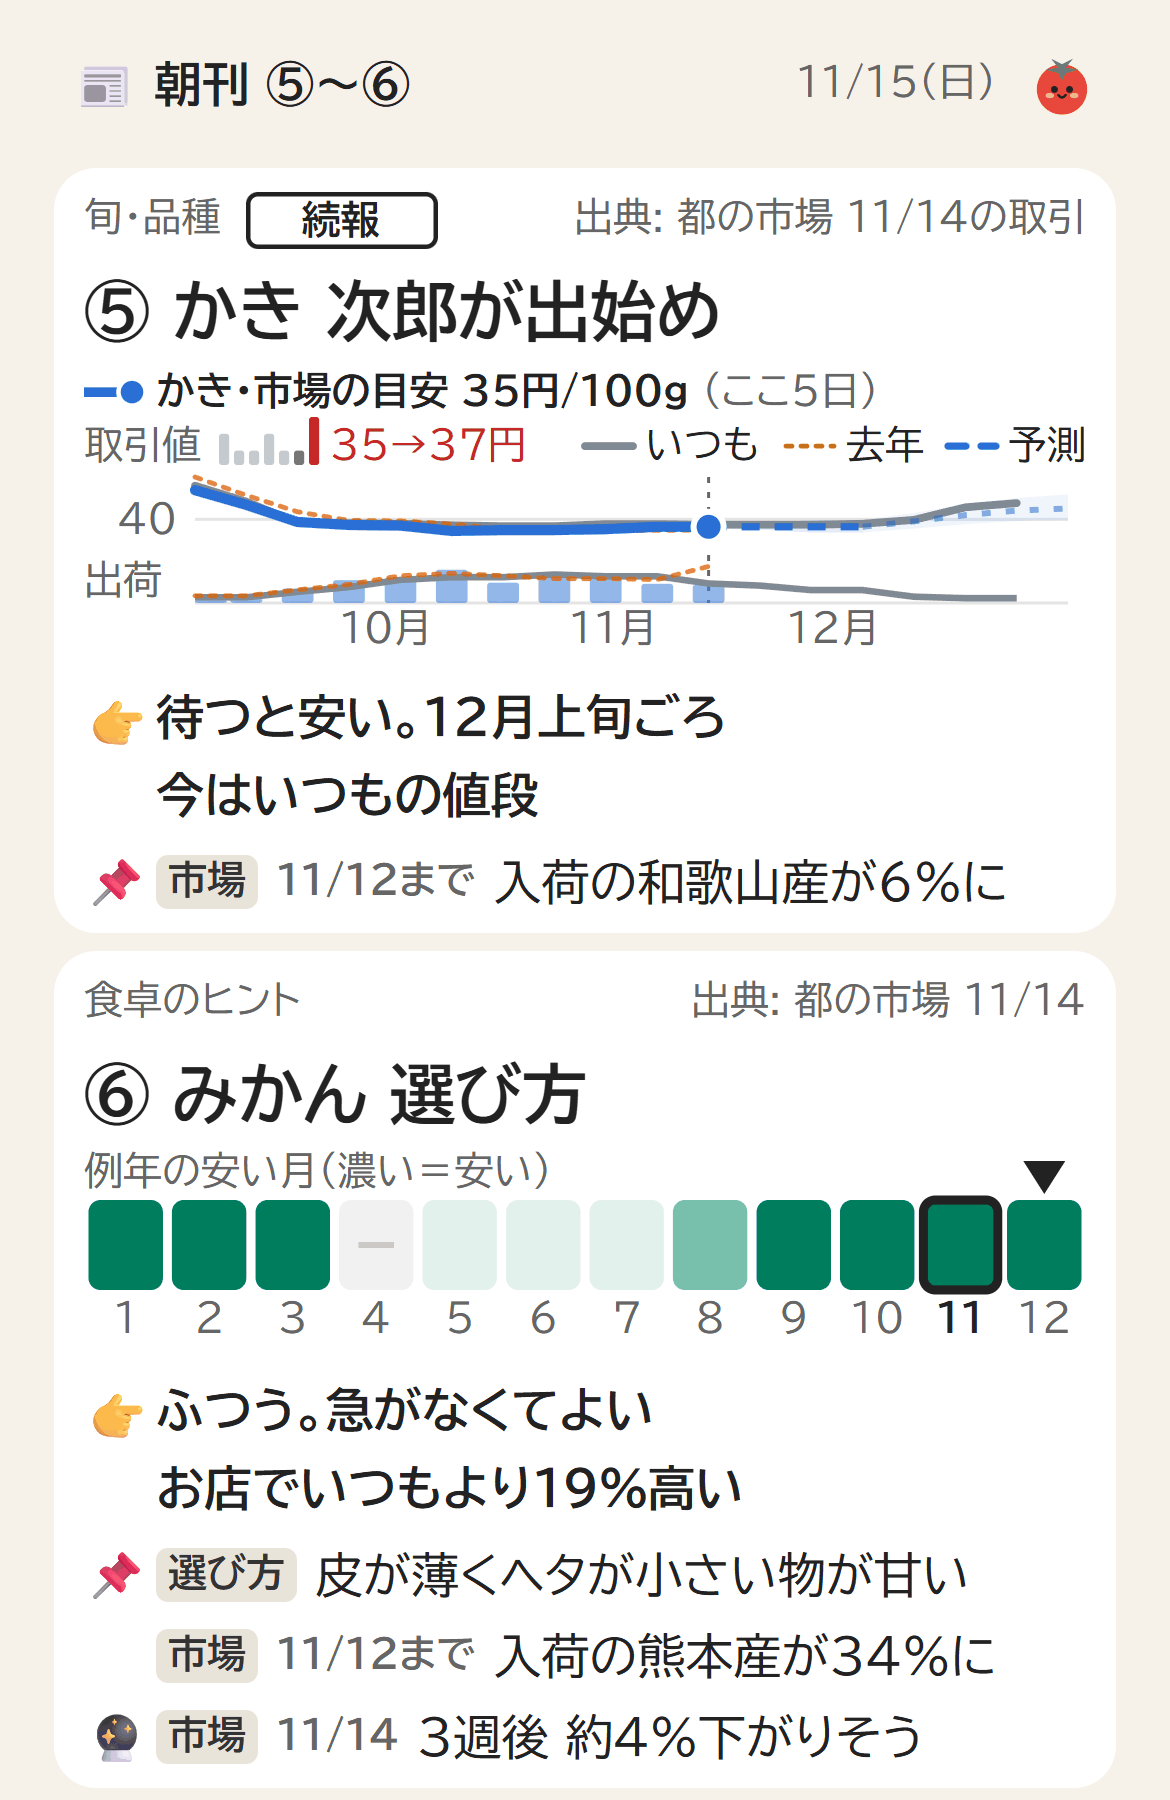 朝刊 ⑤〜⑥ 11/15(日)
旬・品種 続報 出典: 都の市場 11/14の取引
⑤ かき 次郎が出始め
かき・市場の目安 35円/100g (ここ5日)
取引値 35→37円 いつも 去年 予測
40
出荷
10月 11月 12月
待つと安い。12月上旬ごろ
今はいつもの値段
市場 11/12まで 入荷の和歌山産が6%に
食卓のヒント 出典: 都の市場 11/14
⑥ みかん 選び方
例年の安い月(濃い=安い)
1 2 3 4 5 6 7 8 9 10 11 12
ふつう。急がなくてよい
お店でいつもより19%高い
選び方 皮が薄くヘタが小さい物が甘い
市場 11/12まで 入荷の熊本産が34%に
市場 11/14 3週後 約4%下がりそう